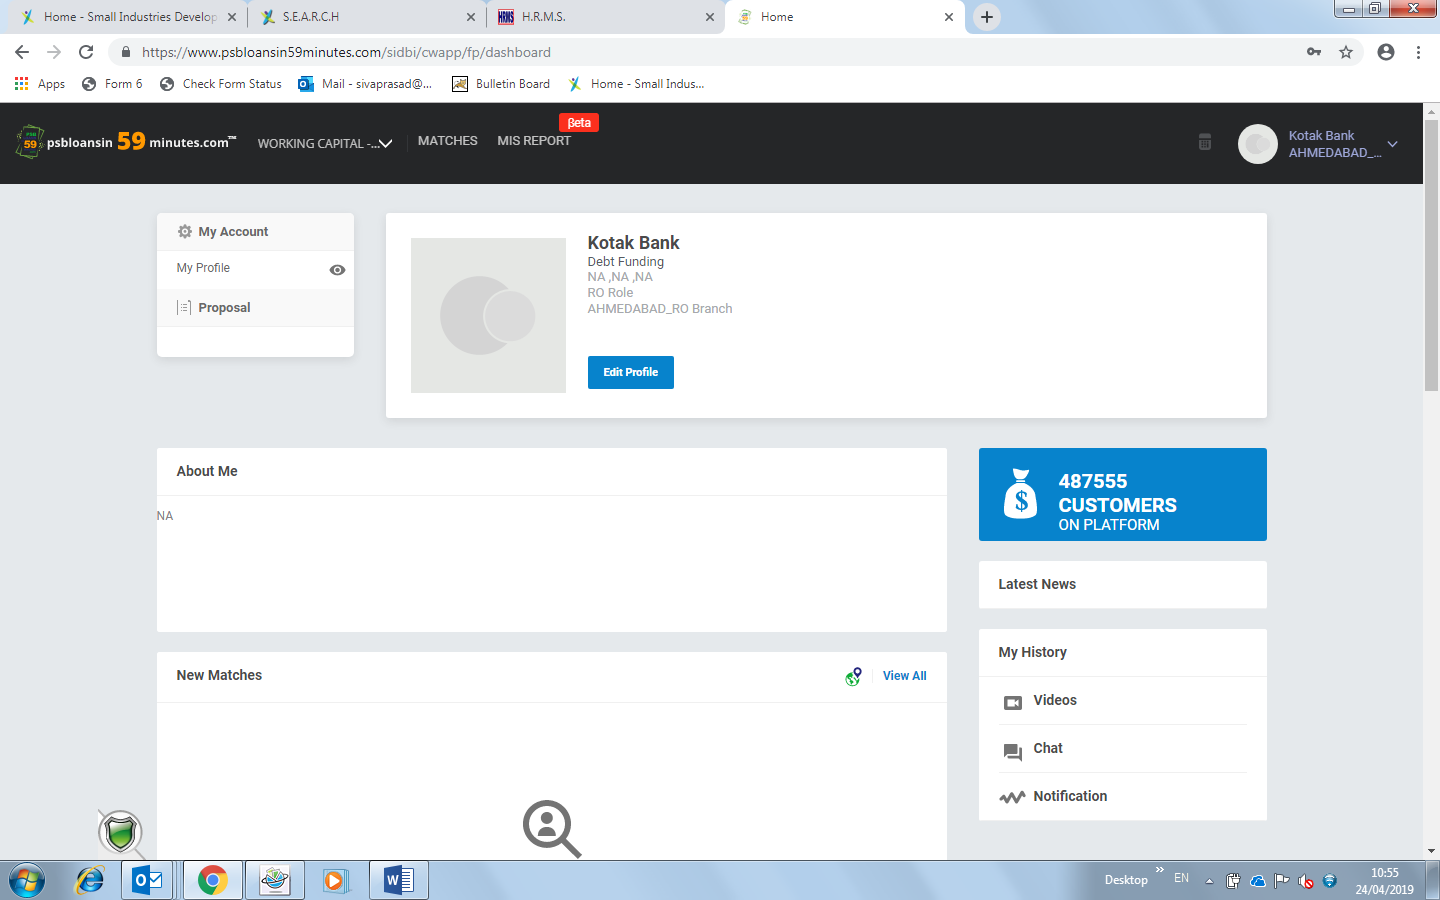 Home - Small Industries Develop
S.E.A.R.C.H
HRMS
H.R.M.S.
Home
https://www.psbloansin59minutes.com/sidbi/cwapp/fp/dashboard
Apps
Form 6
Check Form Status
Mail - sivaprasad@...
Bulletin Board
Home - Small Indus...
59
psbloansin 59 minutes.com™
WORKING CAPITAL -...
MATCHES
MIS REPORT
βeta
Kotak Bank
AHMEDABAD_...
My Account
My Profile
Proposal
Kotak Bank
Debt Funding
NA ,NA ,NA
RO Role
AHMEDABAD_RO Branch
Edit Profile
About Me
NA
$
487555
CUSTOMERS
ON PLATFORM
Latest News
New Matches
View All
My History
Videos
Chat
Notification
Desktop
»
EN
10:55
24/04/2019